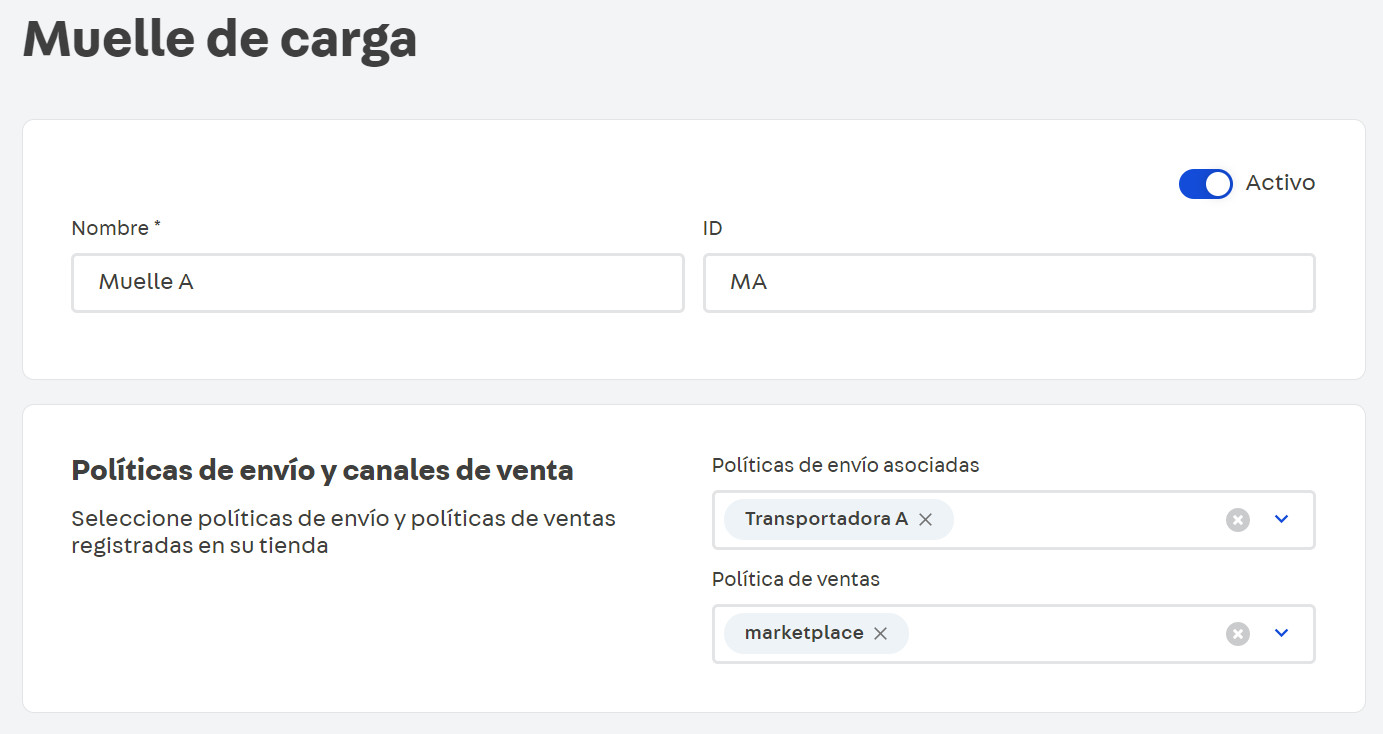 Muelle de carga
Activo
Nombre *
ID
Muelle A
MA
Políticas de envío y canales de venta
Seleccione políticas de envío y políticas de ventas
registradas en su tienda
Políticas de envío asociadas
Transportadora A
Política de ventas
marketplace